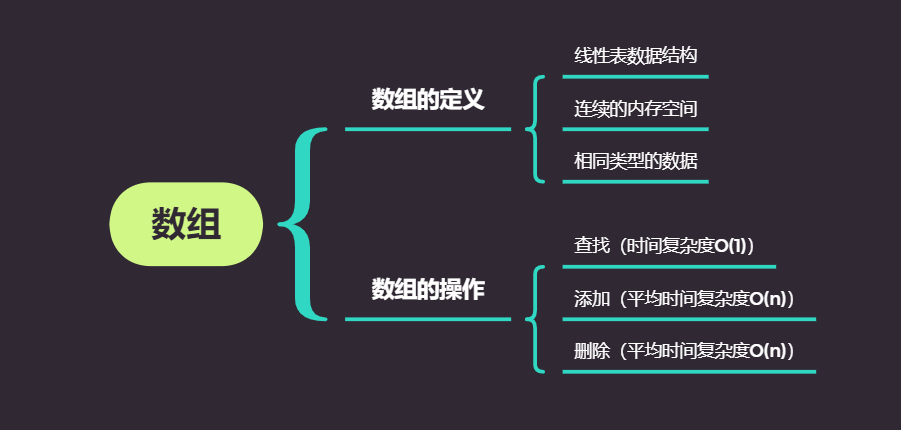 数组
数组的定义
线性表数据结构
连续的内存空间
相同类型的数据
数组的操作
查找（时间复杂度O(1)）
添加（平均时间复杂度O(n)）
删除（平均时间复杂度O(n)）